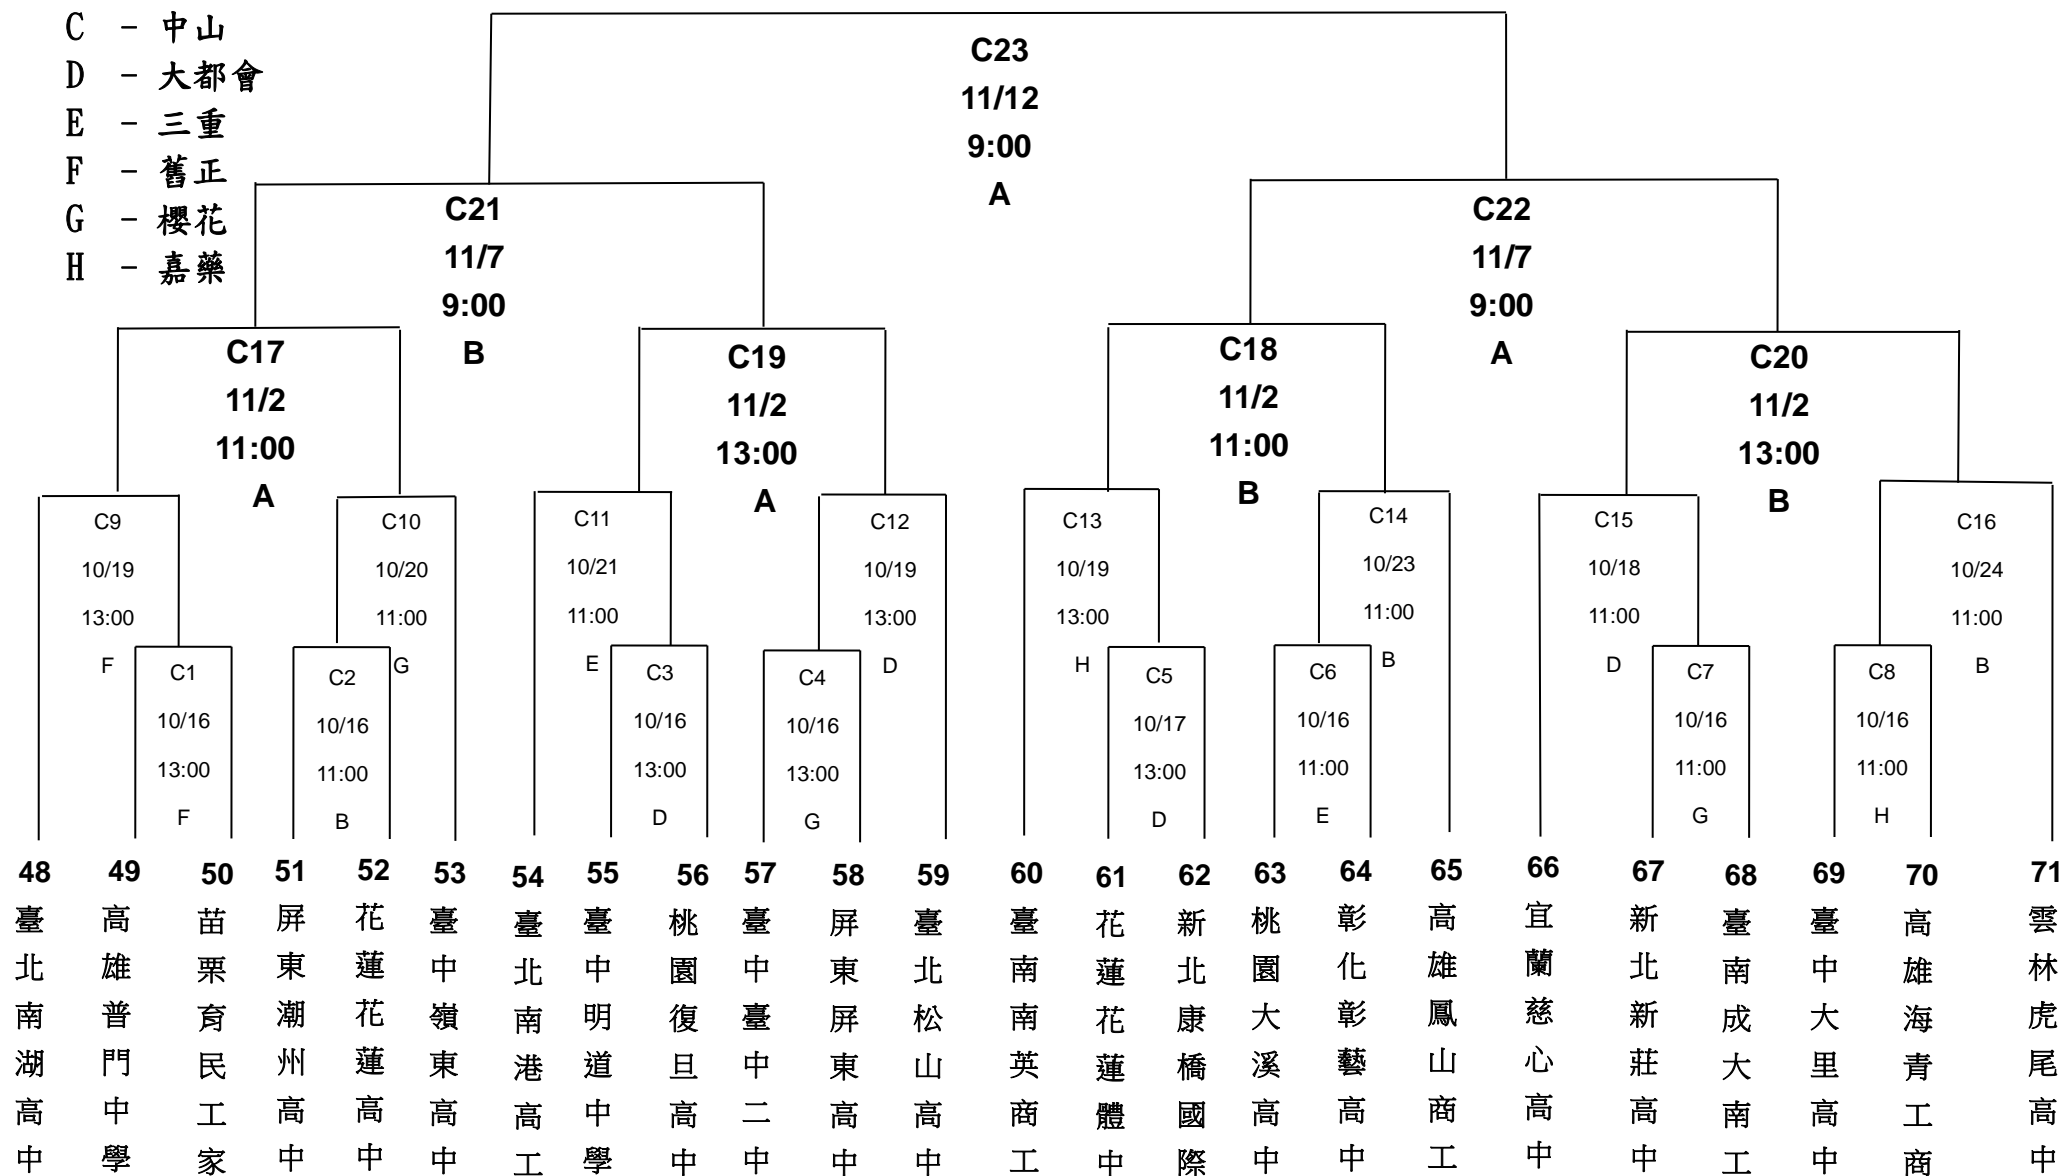 C - 中山
D - 大都會
E - 三重
F - 舊正
G - 櫻花
H - 嘉藥
C23
11/12
9:00
A
C21
11/7
9:00
B
C22
11/7
9:00
A
C17
11/2
11:00
A
C19
11/2
13:00
A
C18
11/2
11:00
B
C20
11/2
13:00
B
C9
10/19
13:00
F
C10
10/20
11:00
G
C11
10/21
11:00
E
C12
10/19
13:00
D
C13
10/19
13:00
H
C14
10/23
11:00
B
C15
10/18
11:00
D
C16
10/24
11:00
B
C1
10/16
13:00
F
C2
10/16
11:00
B
C3
10/16
13:00
D
C4
10/16
13:00
G
C5
10/17
13:00
D
C6
10/16
11:00
E
C7
10/16
11:00
G
C8
10/16
11:00
H
48
臺北南湖高中
49
高雄普門中學
50
苗栗育民工家
51
屏東潮州高中
52
花蓮花蓮高中
53
臺中嶺東高中
54
臺北南港高工
55
臺中明道中學
56
桃園復旦高中
57
臺中臺中二中
58
屏東屏東高中
59
臺北松山高中
60
臺南南英商工
61
花蓮花蓮體中
62
新北康橋國際
63
桃園大溪高中
64
彰化彰藝高中
65
高雄鳳山商工
66
宜蘭慈心高中
67
新北新莊高中
68
臺南成大南工
69
臺中大里高中
70
高雄海青工商
71
雲林虎尾高中